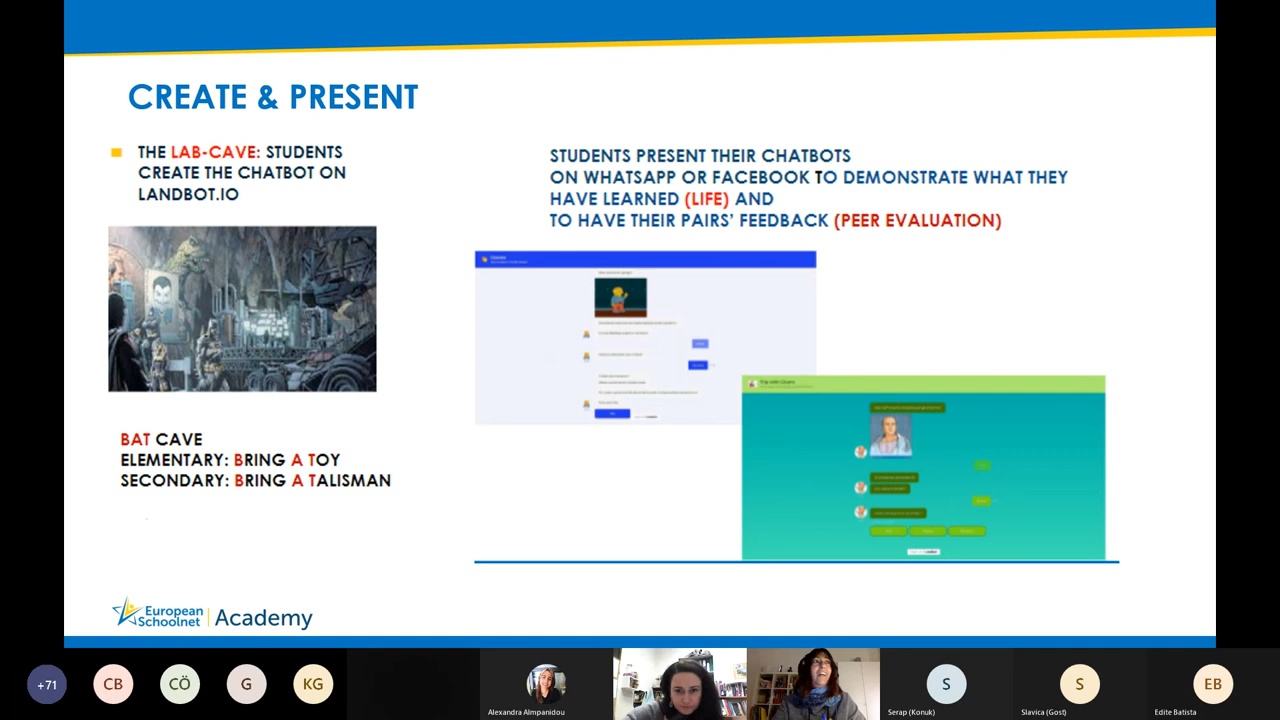 CREATE & PRESENT
THE LAB-CAVE: STUDENTS
CREATE THE CHATBOT ON
LANDBOT.IO
STUDENTS PRESENT THEIR CHATBOTS
ON WHATSAPP OR FACEBOOK TO DEMONSTRATE WHAT THEY
HAVE LEARNED (LIFE) AND
TO HAVE THEIR PAIRS' FEEDBACK (PEER EVALUATION)
BAT CAVE
ELEMENTARY: BRING A TOY
SECONDARY: BRING A TALISMAN
European
Schoolnet
Academy
+71
CB
CÖ
G
KG
Alexandra Almpanidou
S
Serap (Konuk)
S
Slavica (Gost)
EB
Edite Batista